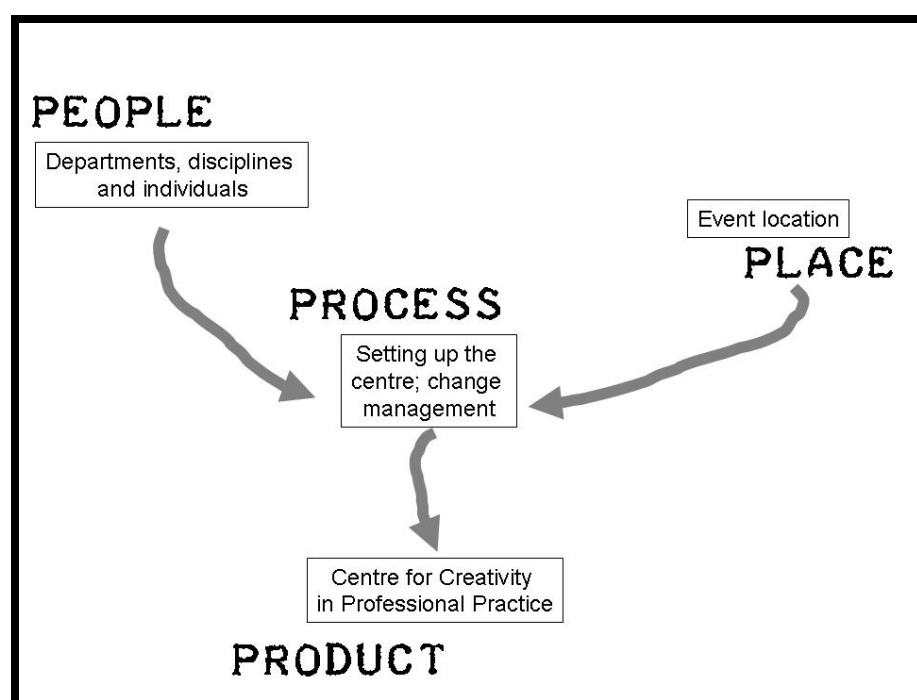 PEOPLE
Departments, disciplines
and individuals
Event location
PLACE
PROCESS
Setting up the
centre; change
management
Centre for Creativity
in Professional Practice
PRODUCT